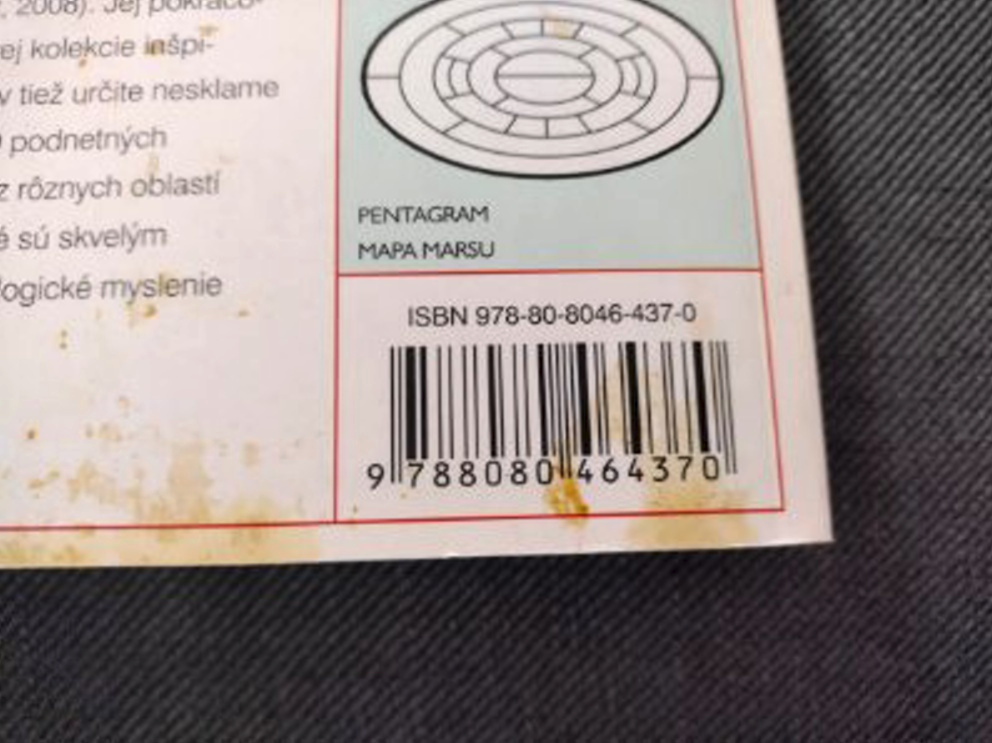 , 2008). Jej pokračo-
ej kolekcie inšpi-
v tiež určite nesklame
podnetných
z rôznych oblastí
é sú skvelým
logické myslenie
PENTAGRAM
MAPA MARSU
ISBN 978-80-8046-437-0
9 788080 464370